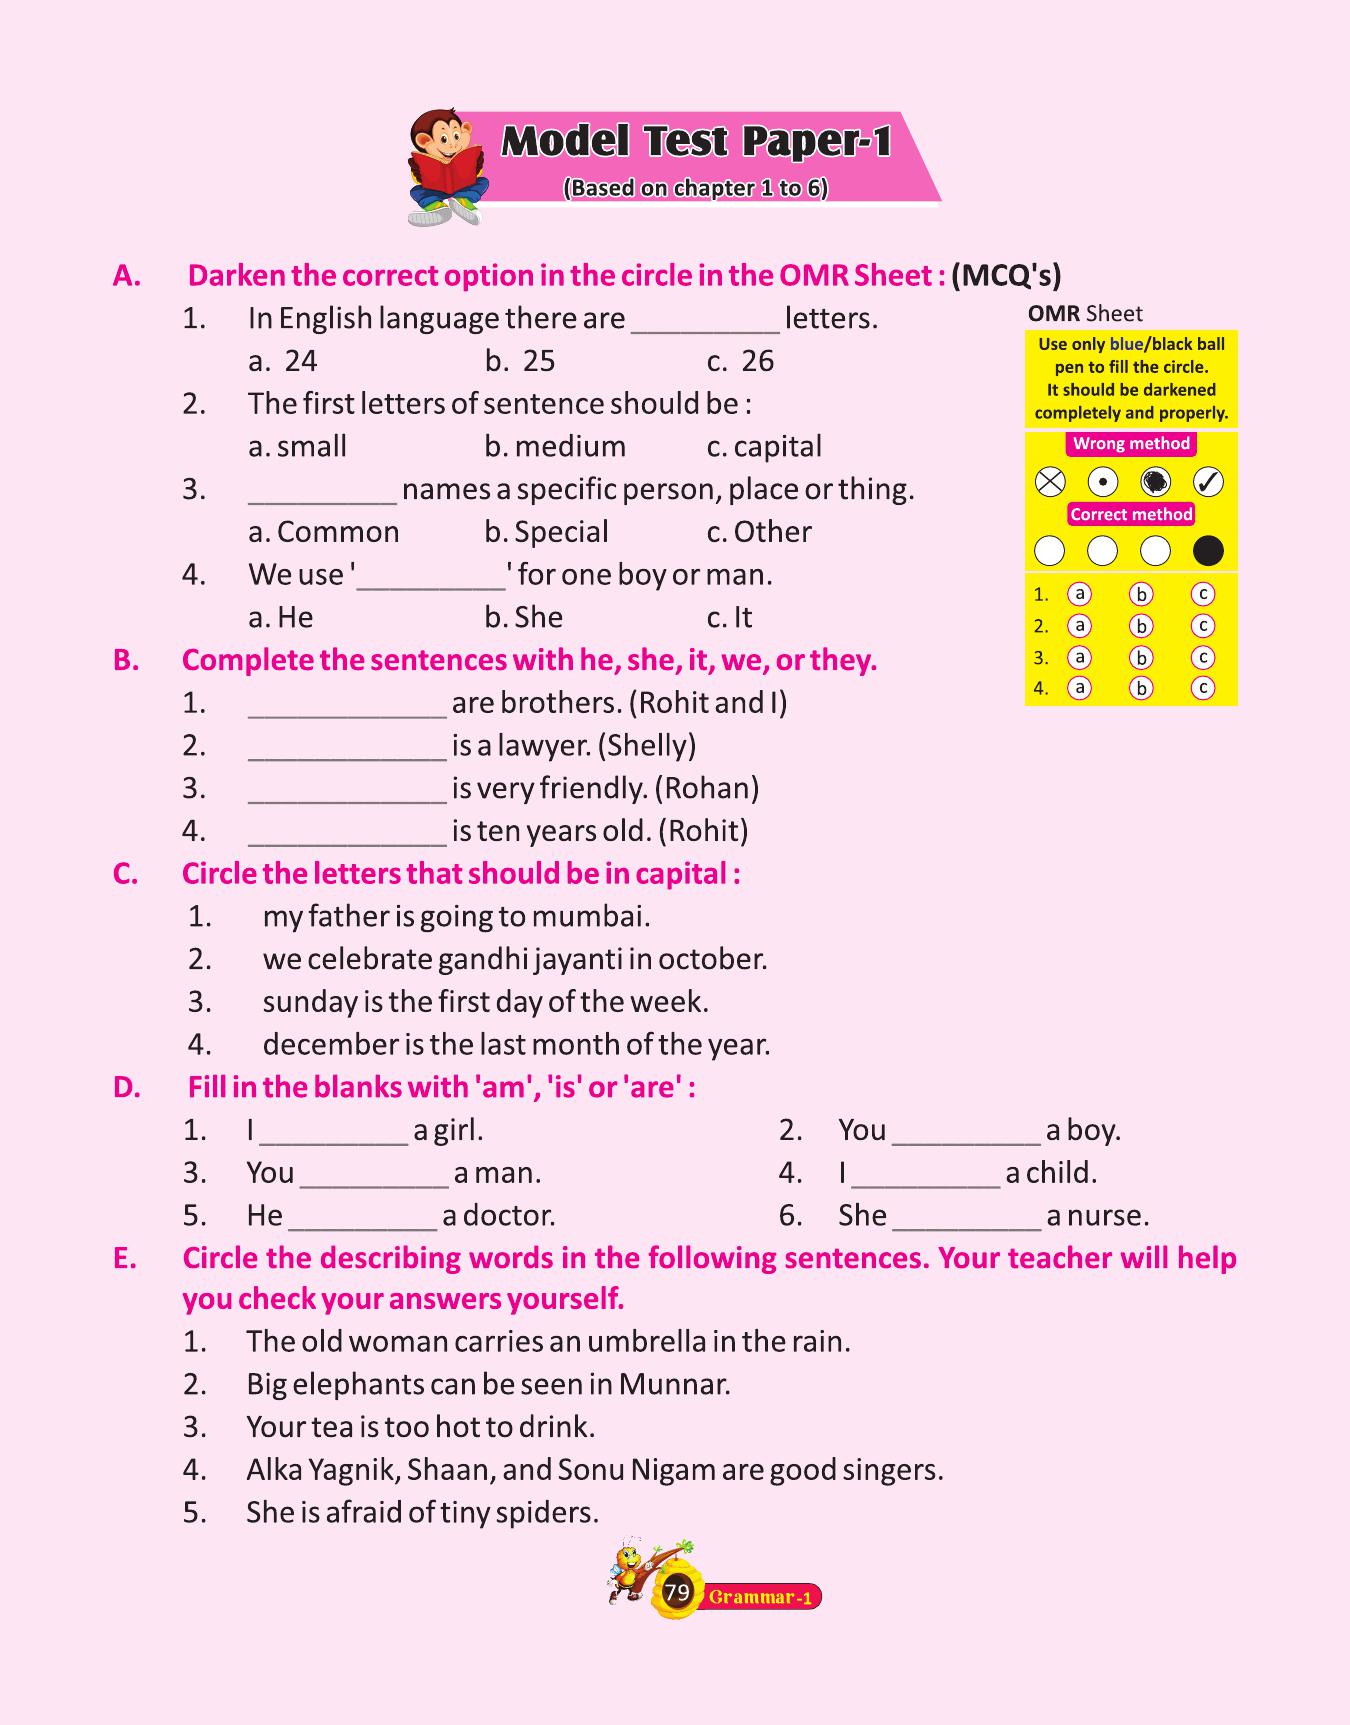 Model Test Paper-1
(Based on chapter 1 to 6)
A. Darken the correct option in the circle in the OMR Sheet : (MCQ's)
1. In English language there are _________ letters.
a. 24 b. 25 c. 26
2. The first letters of sentence should be :
a. small b. medium c. capital
3. _________ names a specific person, place or thing.
a. Common b. Special c. Other
4. We use '_________' for one boy or man.
a. He b. She c. It
OMR Sheet
Use only blue/black ball
pen to fill the circle.
It should be darkened
completely and properly.
Wrong method
Correct method
1. a b c
2. a b c
3. a b c
4. a b c
B. Complete the sentences with he, she, it, we, or they.
1. ____________ are brothers. (Rohit and I)
2. ____________ is a lawyer. (Shelly)
3. ____________ is very friendly. (Rohan)
4. ____________ is ten years old. (Rohit)
C. Circle the letters that should be in capital :
1. my father is going to mumbai.
2. we celebrate gandhi jayanti in october.
3. sunday is the first day of the week.
4. december is the last month of the year.
D. Fill in the blanks with 'am', 'is' or 'are' :
1. I _________ a girl. 2. You _________ a boy.
3. You _________ a man. 4. I _________ a child.
5. He _________ a doctor. 6. She _________ a nurse.
E. Circle the describing words in the following sentences. Your teacher will help
you check your answers yourself.
1. The old woman carries an umbrella in the rain.
2. Big elephants can be seen in Munnar.
3. Your tea is too hot to drink.
4. Alka Yagnik, Shaan, and Sonu Nigam are good singers.
5. She is afraid of tiny spiders.
79 Grammar-1